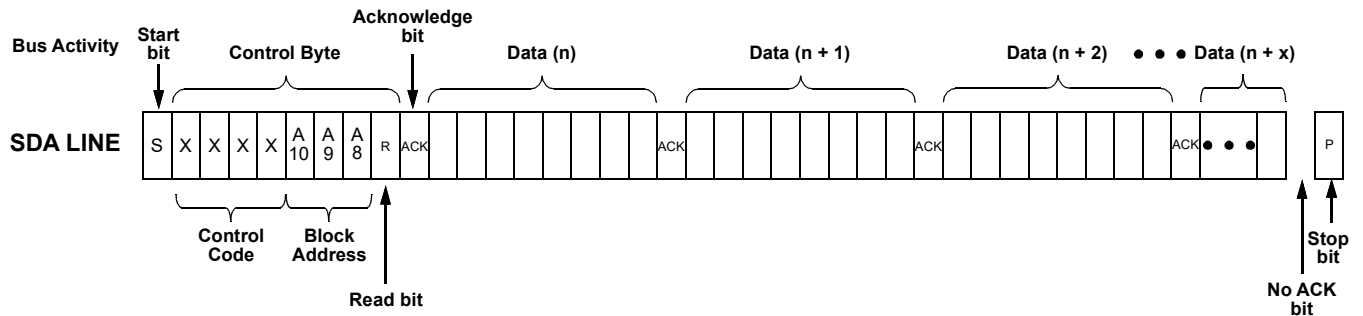 Bus Activity
Start
bit
Control Byte
Acknowledge
bit
Data (n)
Data (n + 1)
Data (n + 2)
• • •
Data (n + x)
SDA LINE
S
X
X
X
X
A
10
A
9
A
8
R
ACK
ACK
ACK
ACK
• • •
P
Control
Code
Block
Address
Read bit
Stop
bit
No ACK
bit